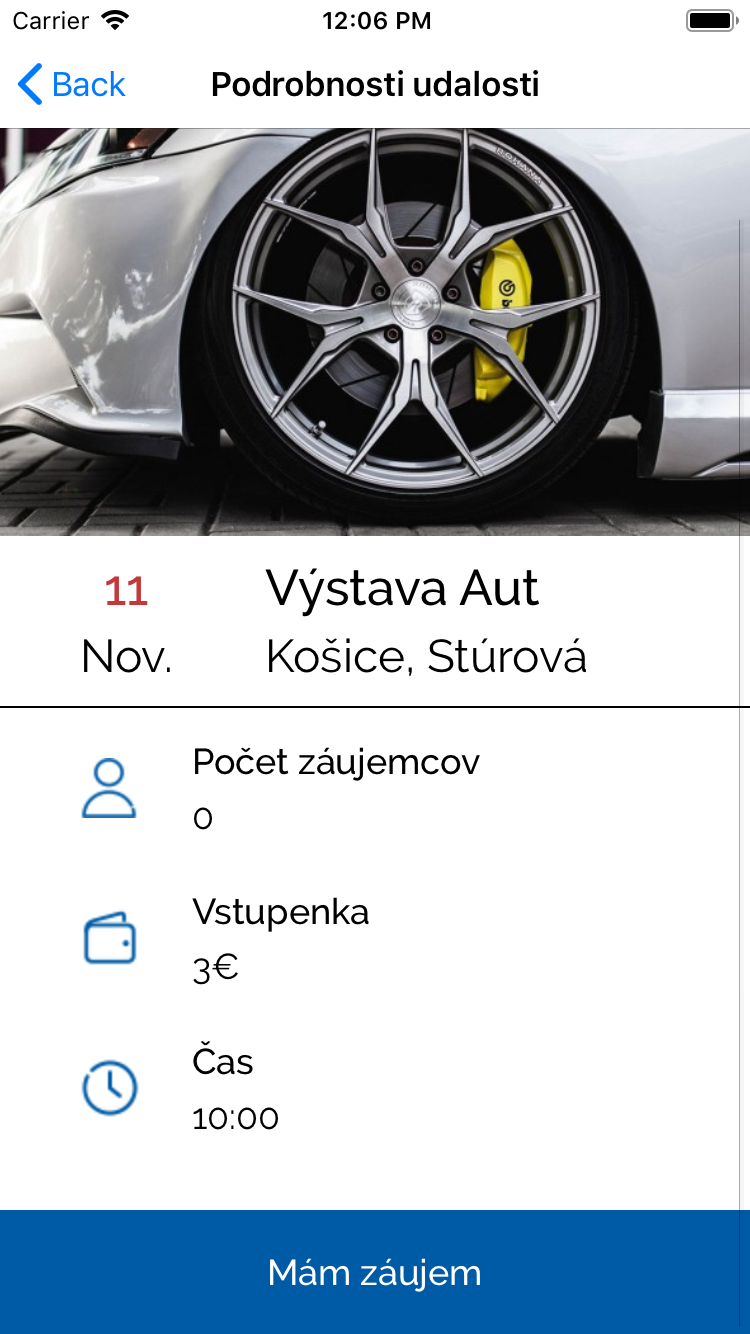 Carrier 12:06 PM
Back Podrobnosti udalosti
11 Výstava Aut
Nov. Košice, Stúrová
Počet záujemcov
0
Vstupenka
3€
Čas
10:00
Mám záujem